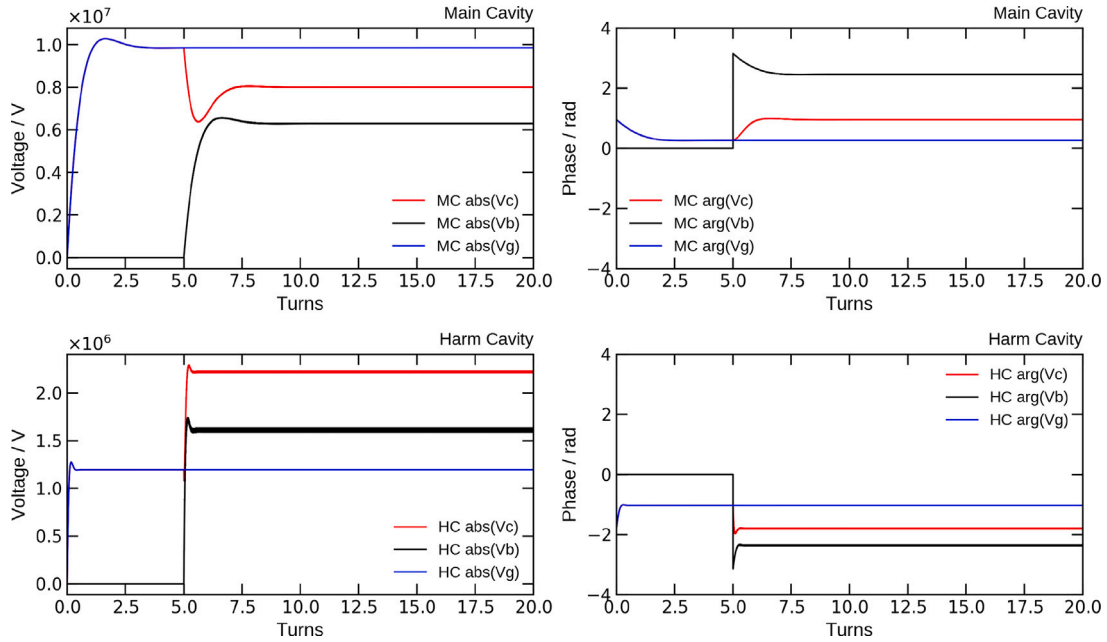 ×10⁷ Main Cavity
1.0
0.8
0.6
0.4
0.2
0.0
Voltage / V
MC abs(Vc)
MC abs(Vb)
MC abs(Vg)
0.0 2.5 5.0 7.5 10.0 12.5 15.0 17.5 20.0
Turns
Main Cavity
4
2
0
−2
−4
Phase / rad
MC arg(Vc)
MC arg(Vb)
MC arg(Vg)
0.0 2.5 5.0 7.5 10.0 12.5 15.0 17.5 20.0
Turns
×10⁶ Harm Cavity
2.0
1.5
1.0
0.5
0.0
Voltage / V
HC abs(Vc)
HC abs(Vb)
HC abs(Vg)
0.0 2.5 5.0 7.5 10.0 12.5 15.0 17.5 20.0
Turns
Harm Cavity
4
2
0
−2
−4
Phase / rad
HC arg(Vc)
HC arg(Vb)
HC arg(Vg)
0.0 2.5 5.0 7.5 10.0 12.5 15.0 17.5 20.0
Turns